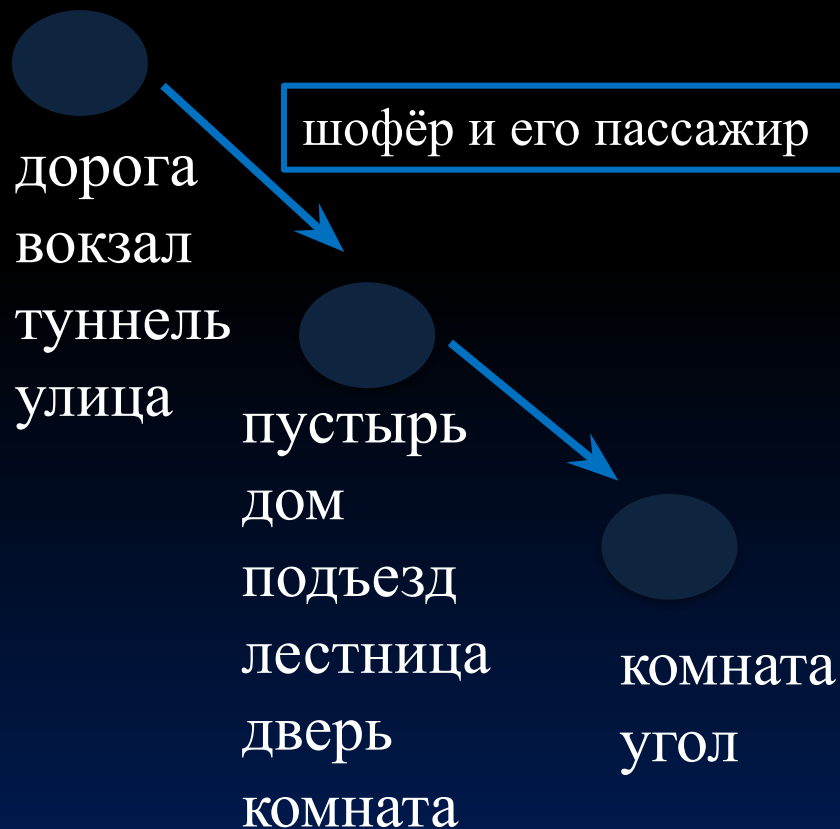 шофёр и его пассажир
дорога
вокзал
туннель
улица
пустырь
дом
подъезд
лестница
дверь
комната
комната
угол